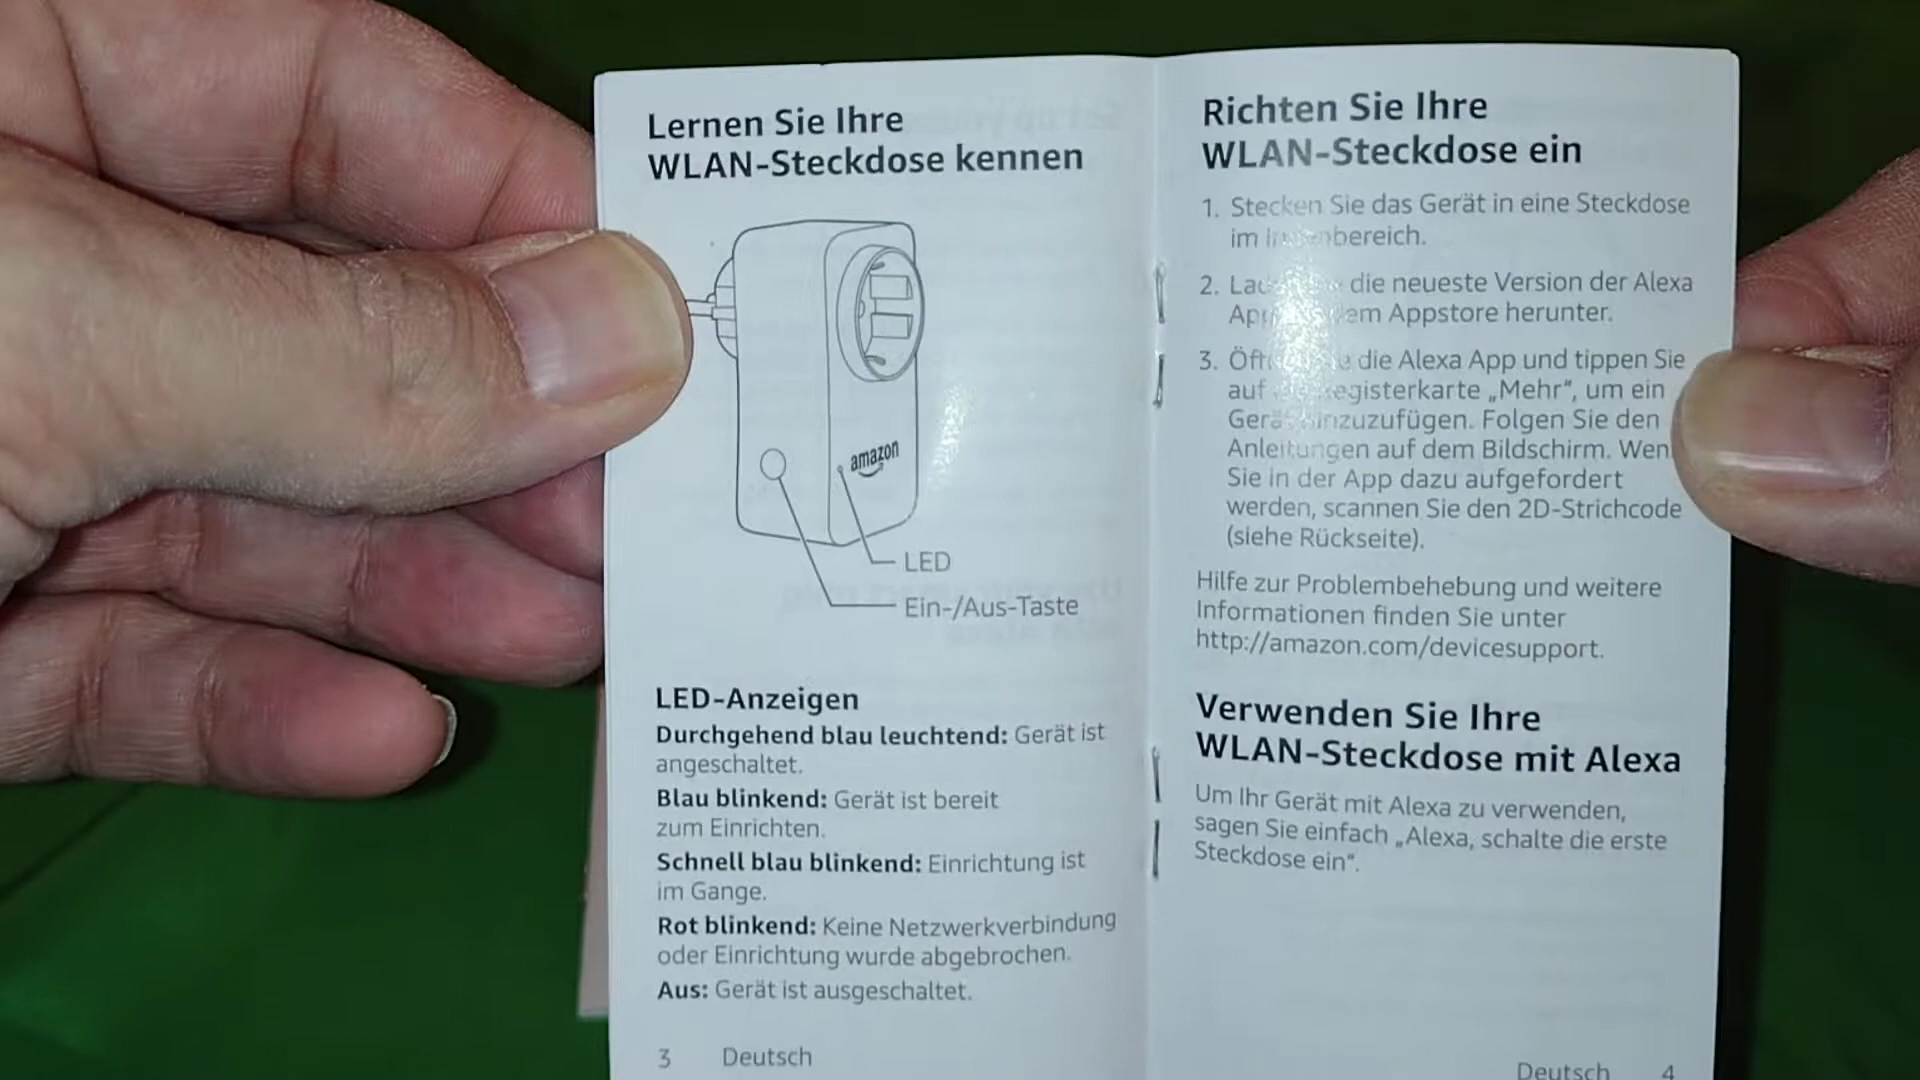 Lernen Sie Ihre
WLAN-Steckdose kennen
amazon
LED
Ein-/Aus-Taste
LED-Anzeigen
Durchgehend blau leuchtend: Gerät ist
angeschaltet.
Blau blinkend: Gerät ist bereit
zum Einrichten.
Schnell blau blinkend: Einrichtung ist
im Gange.
Rot blinkend: Keine Netzwerkverbindung
oder Einrichtung wurde abgebrochen.
Aus: Gerät ist ausgeschaltet.
3 Deutsch
Richten Sie Ihre
WLAN-Steckdose ein
1. Stecken Sie das Gerät in eine Steckdose
im Innenbereich.
2. die neueste Version der Alexa
dem Appstore herunter.
3. die Alexa App und tippen Sie
auf Registerkarte „Mehr“, um ein
Gerät hinzuzufügen. Folgen Sie den
Anleitungen auf dem Bildschirm.
Sie in der App dazu aufgefordert
werden, scannen Sie den 2D-Strichcode
(siehe Rückseite).
Hilfe zur Problembehebung und weitere
Informationen finden Sie unter
http://amazon.com/devicesupport.
Verwenden Sie Ihre
WLAN-Steckdose mit Alexa
Um Ihr Gerät mit Alexa zu verwenden,
sagen Sie einfach „Alexa, schalte die erste
Steckdose ein“.
Deutsch 4